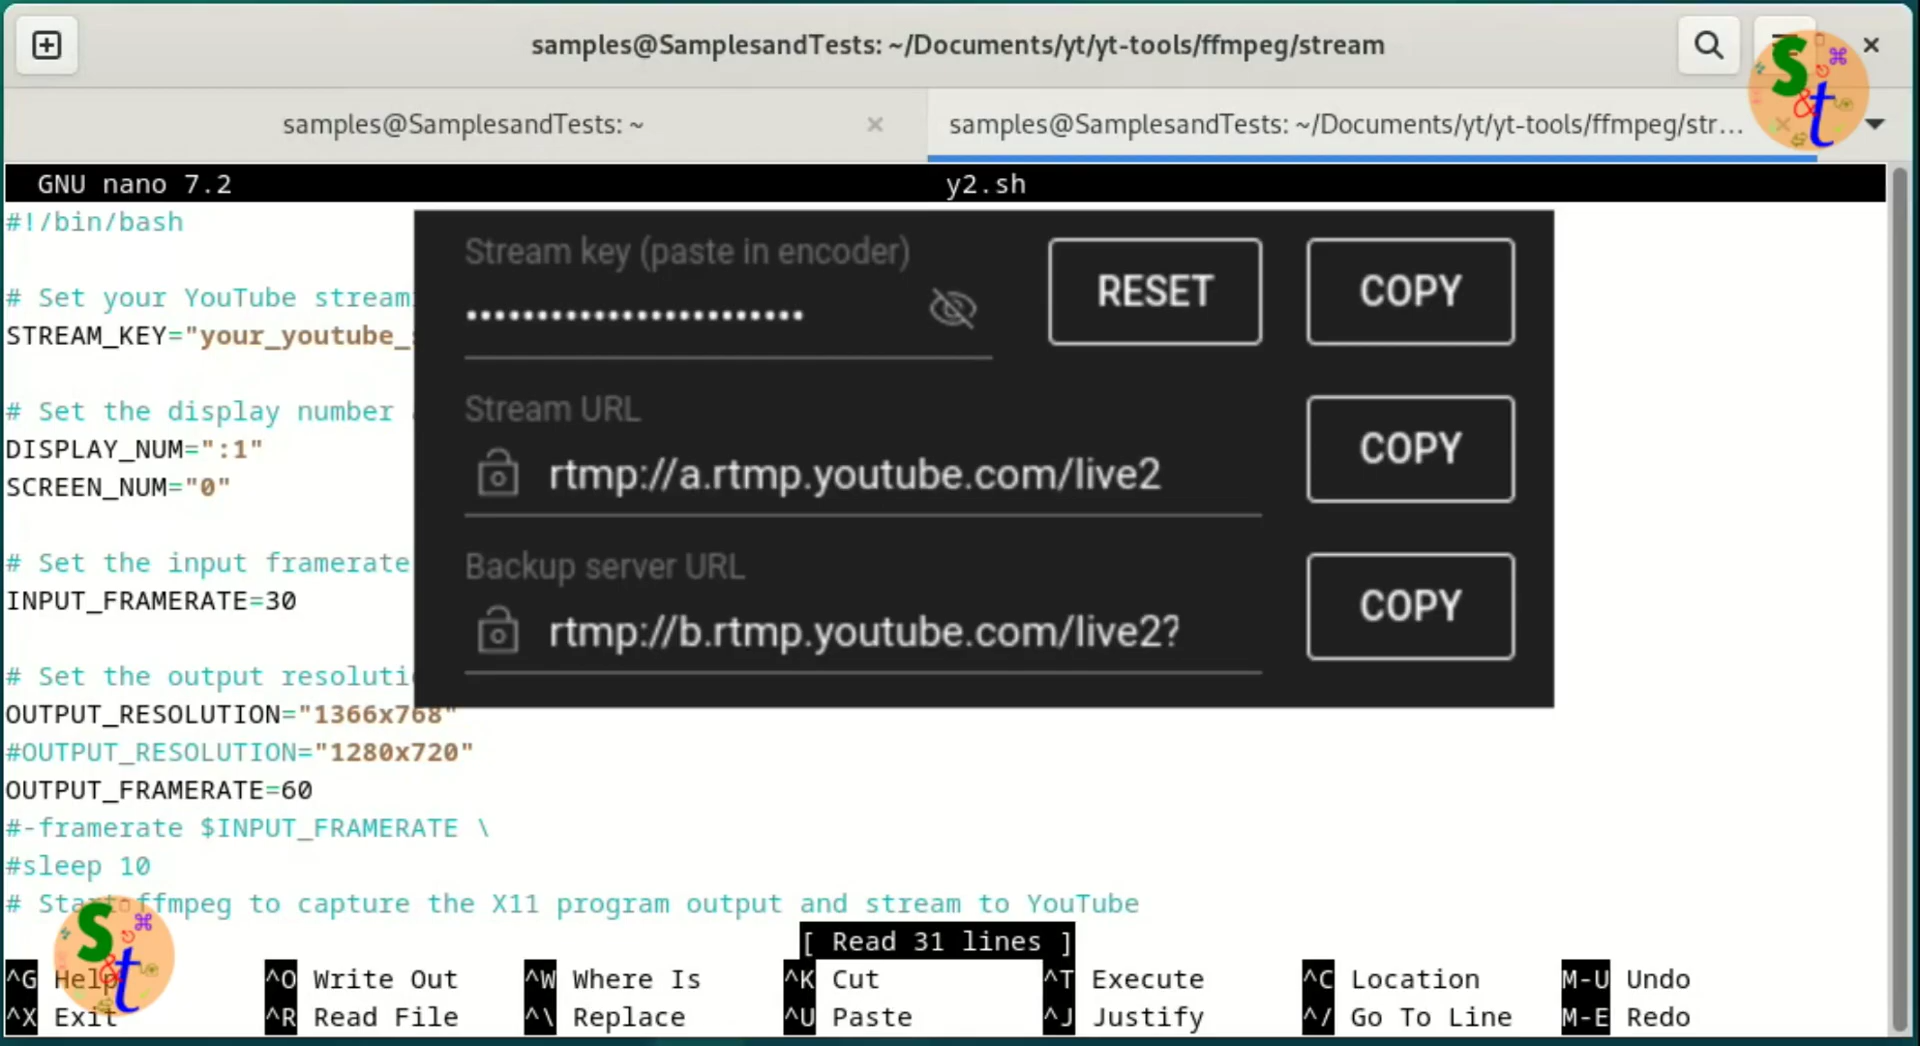 samples@SamplesandTests: ~/Documents/yt/yt-tools/ffmpeg/stream
samples@SamplesandTests: ~
samples@SamplesandTests: ~/Documents/yt/yt-tools/ffmpeg/str…
GNU nano 7.2 y2.sh
#!/bin/bash
# Set your YouTube stream
STREAM_KEY="your_youtube_
# Set the display number
DISPLAY_NUM=":1"
SCREEN_NUM="0"
# Set the input framerate
INPUT_FRAMERATE=30
# Set the output resoluti
OUTPUT_RESOLUTION="1366x768"
#OUTPUT_RESOLUTION="1280x720"
OUTPUT_FRAMERATE=60
#-framerate $INPUT_FRAMERATE \
#sleep 10
# Start ffmpeg to capture the X11 program output and stream to YouTube
Stream key (paste in encoder)
••••••••••••••••••••••••
RESET
COPY
Stream URL
rtmp://a.rtmp.youtube.com/live2
COPY
Backup server URL
rtmp://b.rtmp.youtube.com/live2?
COPY
[ Read 31 lines ]
^G Help ^O Write Out ^W Where Is ^K Cut ^T Execute ^C Location M-U Undo
^X Exit ^R Read File ^\ Replace ^U Paste ^J Justify ^/ Go To Line M-E Redo
S&t
S&t